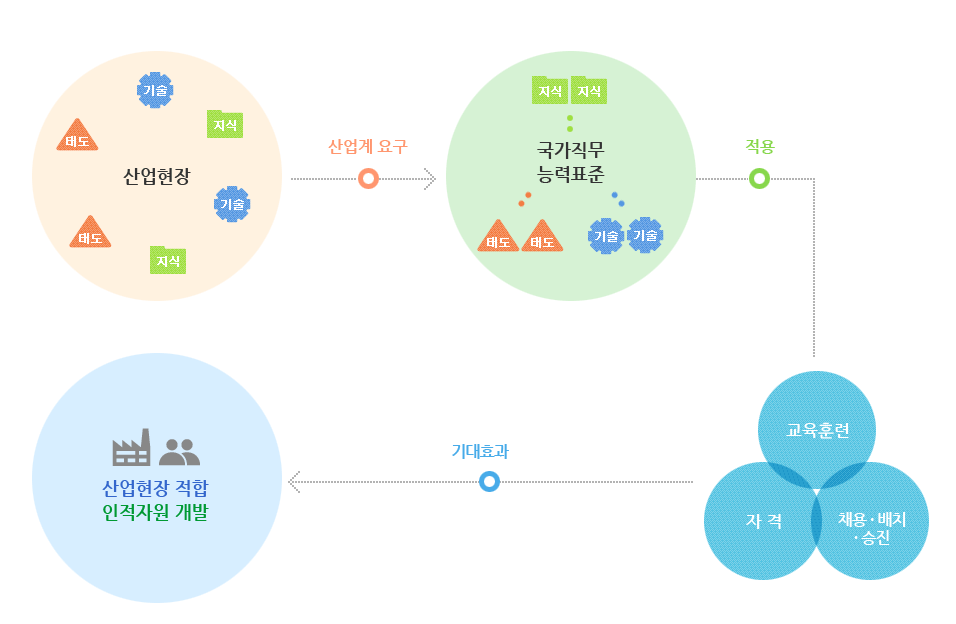 기술
지식
태도
산업현장
기술
태도
지식
산업계 요구
지식 지식
국가직무
능력표준
태도 태도 기술 기술
적용
교육훈련
자 격
채용·배치
·승진
기대효과
산업현장 적합
인적자원 개발